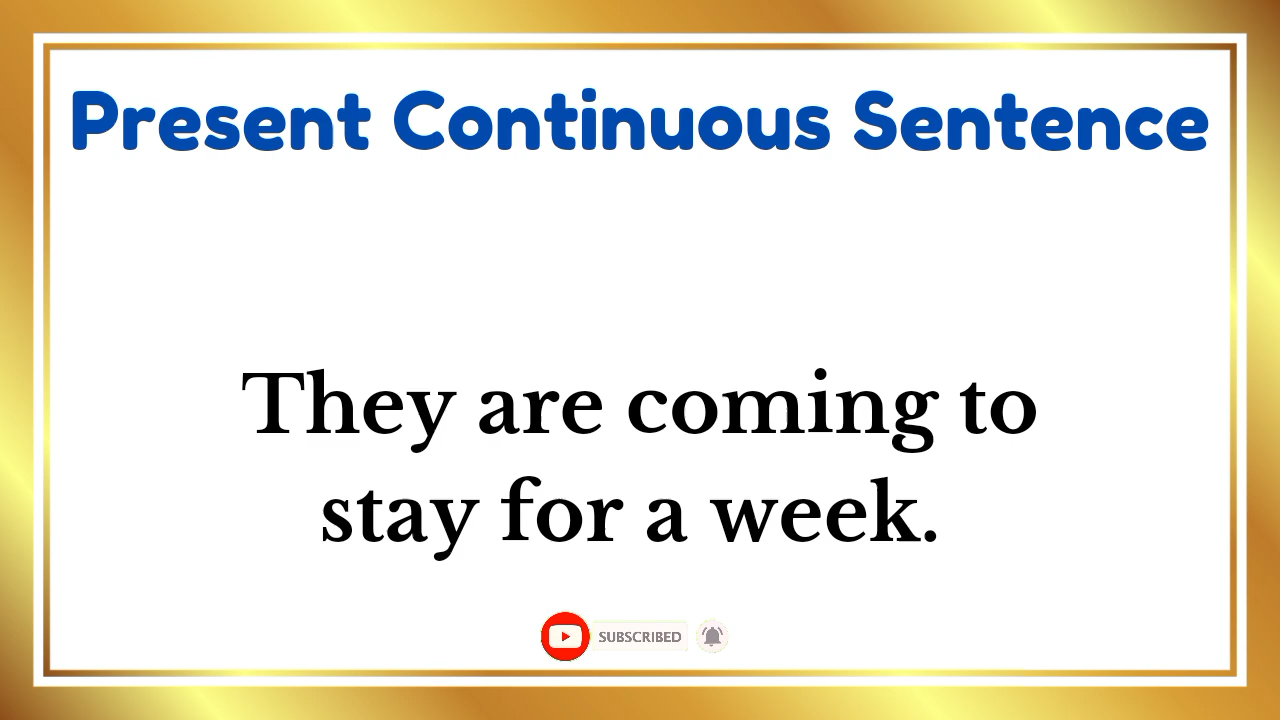 Present Continuous Sentence
They are coming to
stay for a week.
SUBSCRIBED